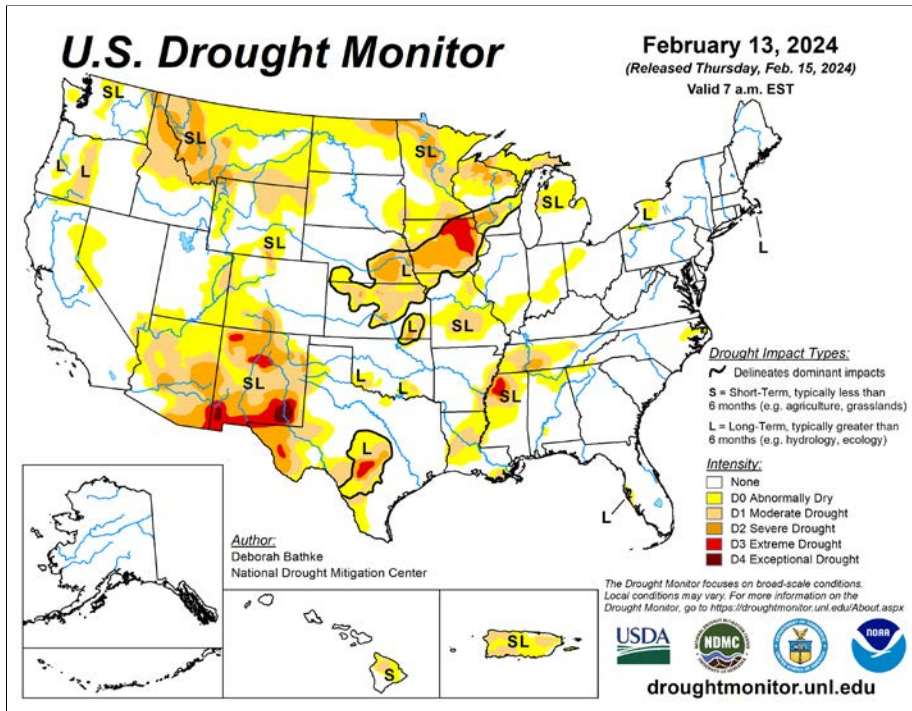 U.S. Drought Monitor
February 13, 2024
(Released Thursday, Feb. 15, 2024)
Valid 7 a.m. EST
SL
SL
SL
L
L
SL
L
SL
L
L
SL
L
SL
L
SL
L
L
Drought Impact Types:
Delineates dominant impacts
S = Short-Term, typically less than
6 months (e.g. agriculture, grasslands)
L = Long-Term, typically greater than
6 months (e.g. hydrology, ecology)
Intensity:
None
D0 Abnormally Dry
D1 Moderate Drought
D2 Severe Drought
D3 Extreme Drought
D4 Exceptional Drought
Author:
Deborah Bathke
National Drought Mitigation Center
S
SL
The Drought Monitor focuses on broad-scale conditions.
Local conditions may vary. For more information on the
Drought Monitor, go to https://droughtmonitor.unl.edu/About.aspx
USDA
NDMC
NOAA
droughtmonitor.unl.edu